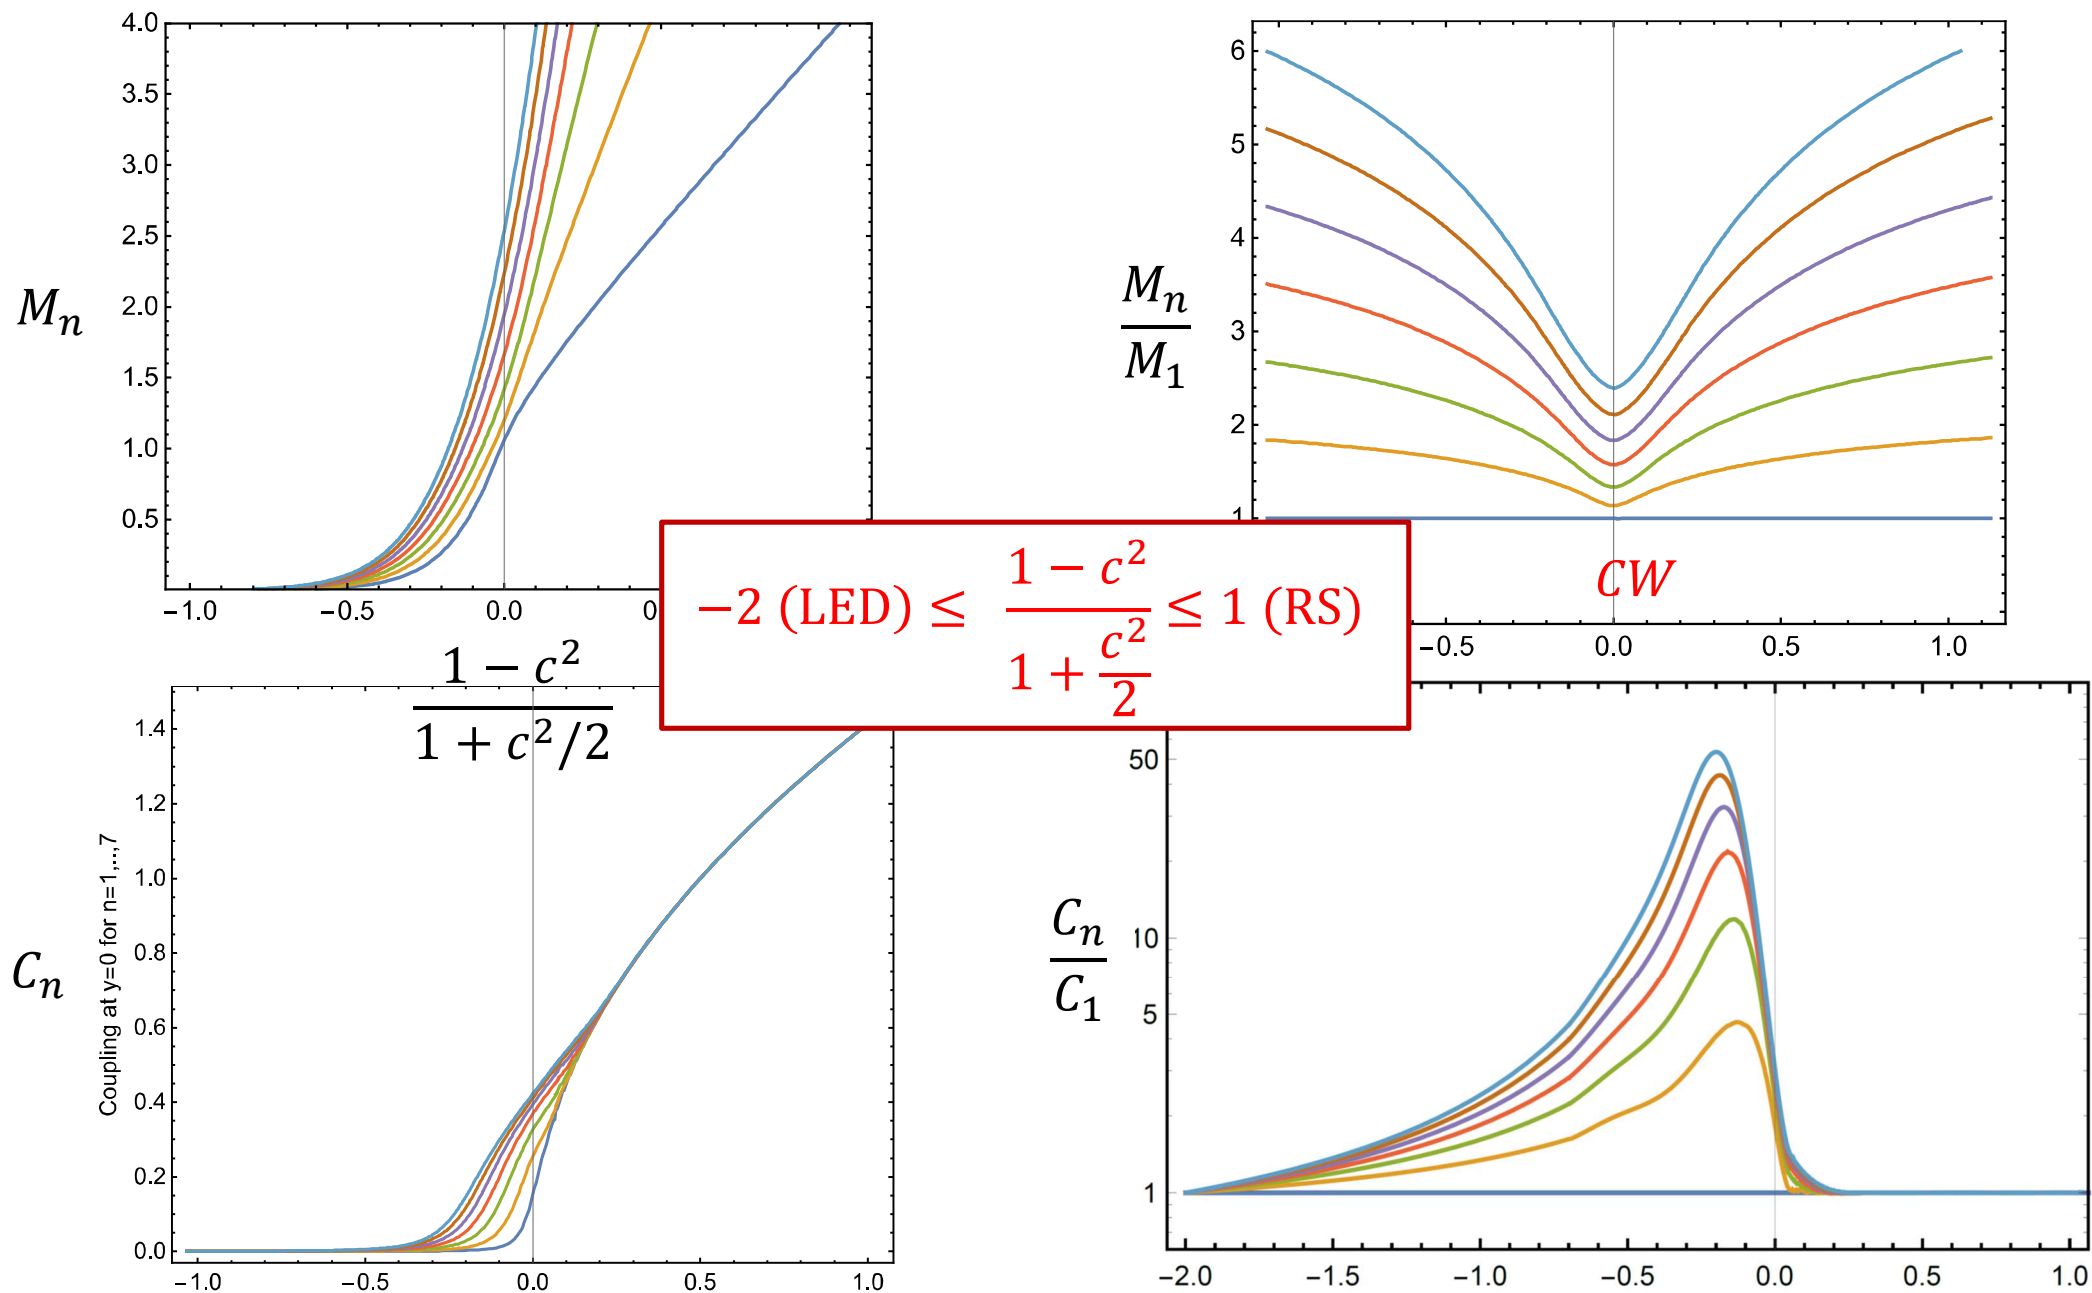 4.0
3.5
3.0
2.5
2.0
1.5
1.0
0.5
−1.0 −0.5 0.0
M_n
6
5
4
3
2
1
−0.5 0.0 0.5 1.0
M_n
M_1
CW
−2 (LED) ≤ (1 − c^2)/(1 + c^2/2) ≤ 1 (RS)
1 − c^2
1 + c^2/2
1.4
1.2
1.0
0.8
0.6
0.4
0.2
0.0
−1.0 −0.5 0.0 0.5 1.0
C_n
Coupling at y=0 for n=1,..,7
50
10
5
1
−2.0 −1.5 −1.0 −0.5 0.0 0.5 1.0
C_n
C_1